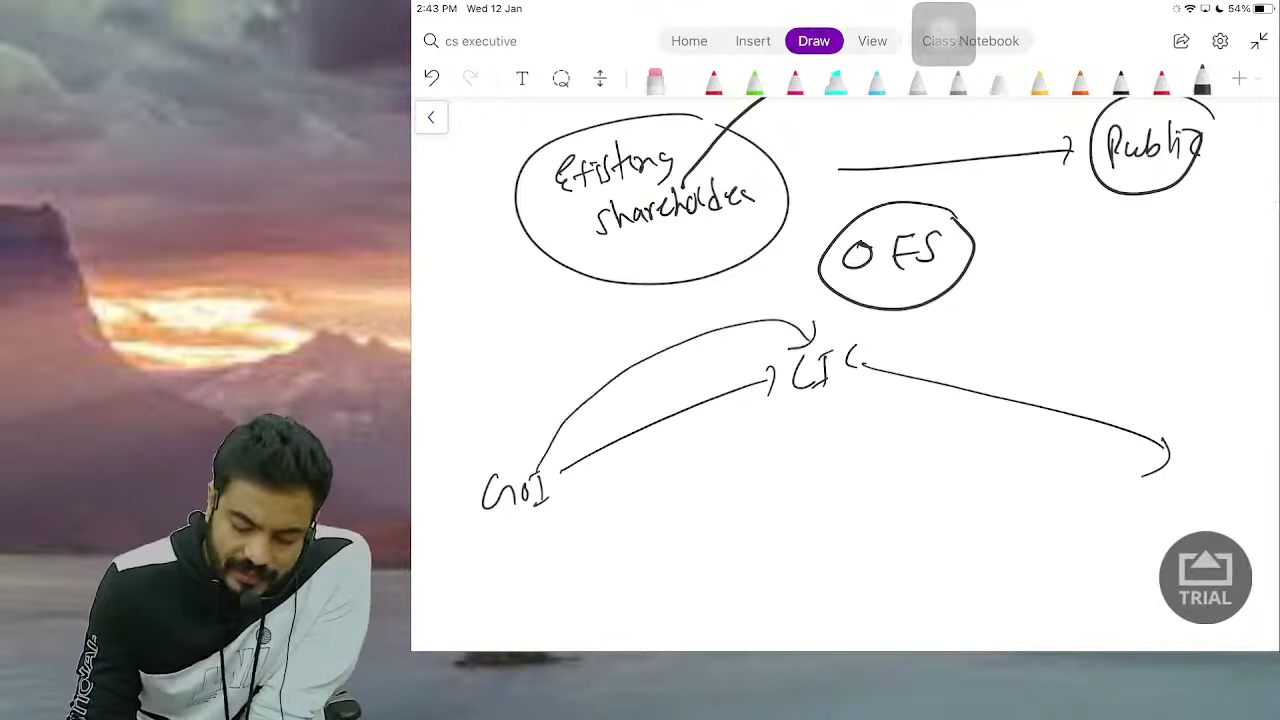 2:43 PM Wed 12 Jan
54%
cs executive
Home Insert Draw View Class Notebook
T
Existong
shareholder
Public
OFS
LIC
GOI
TRIAL